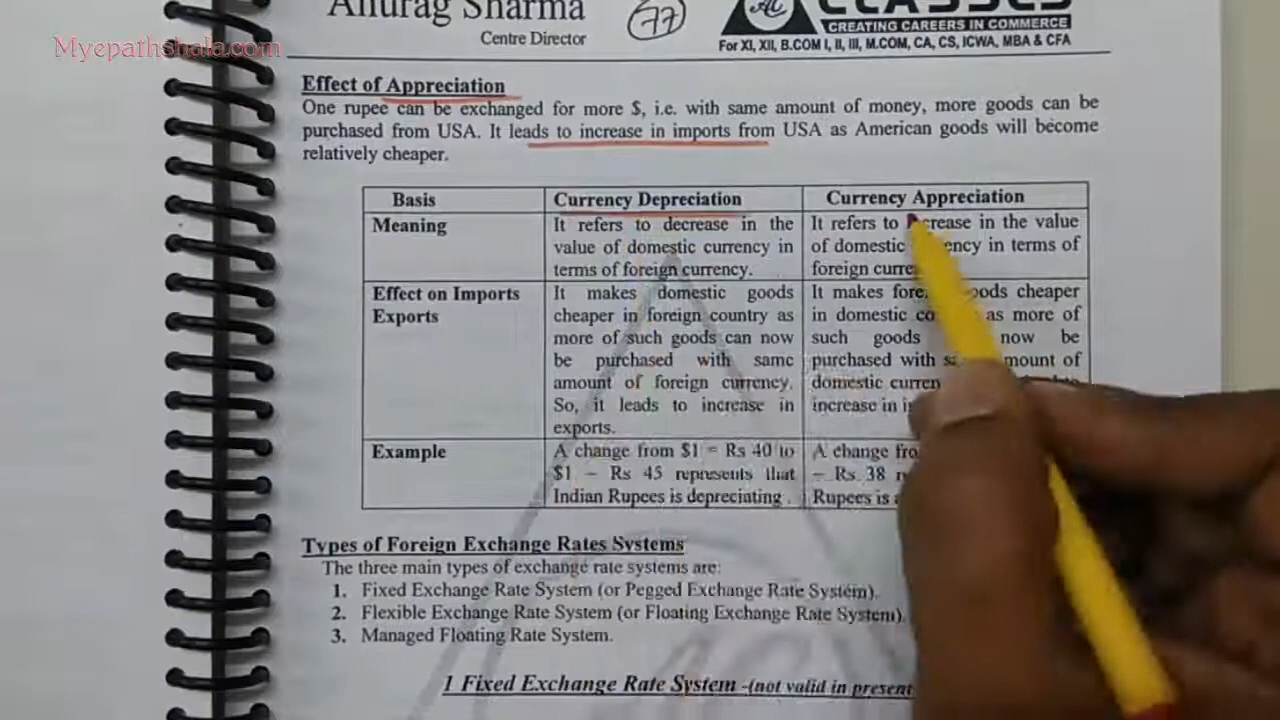 Myepathshala.com
Anurag Sharma
Centre Director
77
CLASSES
CREATING CAREERS IN COMMERCE
For XI, XII, B.COM I, II, III, M.COM, CA, CS, ICWA, MBA & CFA
Effect of Appreciation
One rupee can be exchanged for more $, i.e. with same amount of money, more goods can be
purchased from USA. It leads to increase in imports from USA as American goods will become
relatively cheaper.
Basis
Currency Depreciation
Currency Appreciation
Meaning
It refers to decrease in the
value of domestic currency in
terms of foreign currency.
It refers to increase in the value
of domestic currency in terms of
foreign
Effect on Imports
Exports
It makes domestic goods
cheaper in foreign country as
more of such goods can now
be purchased with same
amount of foreign currency.
So, it leads to increase in
exports.
It makes goods cheaper
in domestic as more of
such goods now be
purchased with amount of
domestic
increase in
Example
A change from $1 = Rs 40 to
$1 – Rs 45 represents that
Indian Rupees is depreciating .
A change
– Rs. 38
Rupees is
Types of Foreign Exchange Rates Systems
The three main types of exchange rate systems are:
1. Fixed Exchange Rate System (or Pegged Exchange Rate System).
2. Flexible Exchange Rate System (or Floating Exchange Rate System).
3. Managed Floating Rate System.
1 Fixed Exchange Rate System -(not valid in present